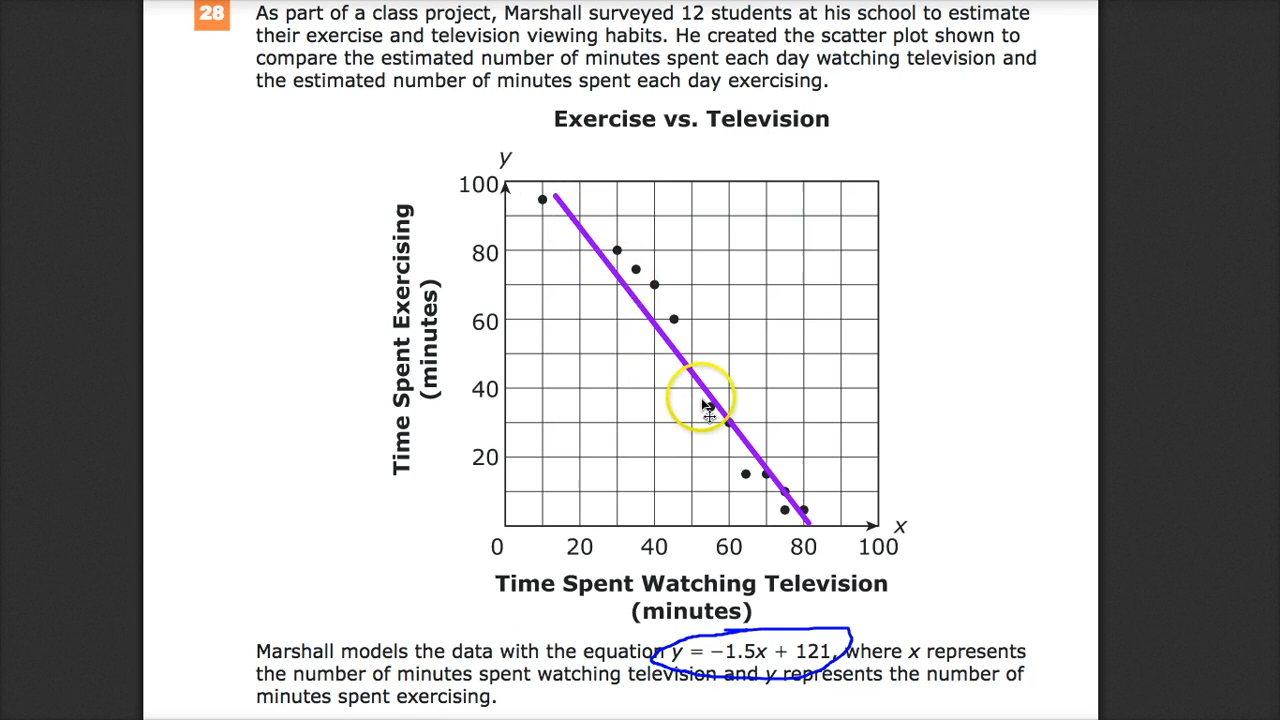 28
As part of a class project, Marshall surveyed 12 students at his school to estimate
their exercise and television viewing habits. He created the scatter plot shown to
compare the estimated number of minutes spent each day watching television and
the estimated number of minutes spent each day exercising.
Exercise vs. Television
y
100
80
60
40
20
Time Spent Exercising
(minutes)
x
0 20 40 60 80 100
Time Spent Watching Television
(minutes)
Marshall models the data with the equation y = −1.5x + 121, where x represents
the number of minutes spent watching television and y represents the number of
minutes spent exercising.